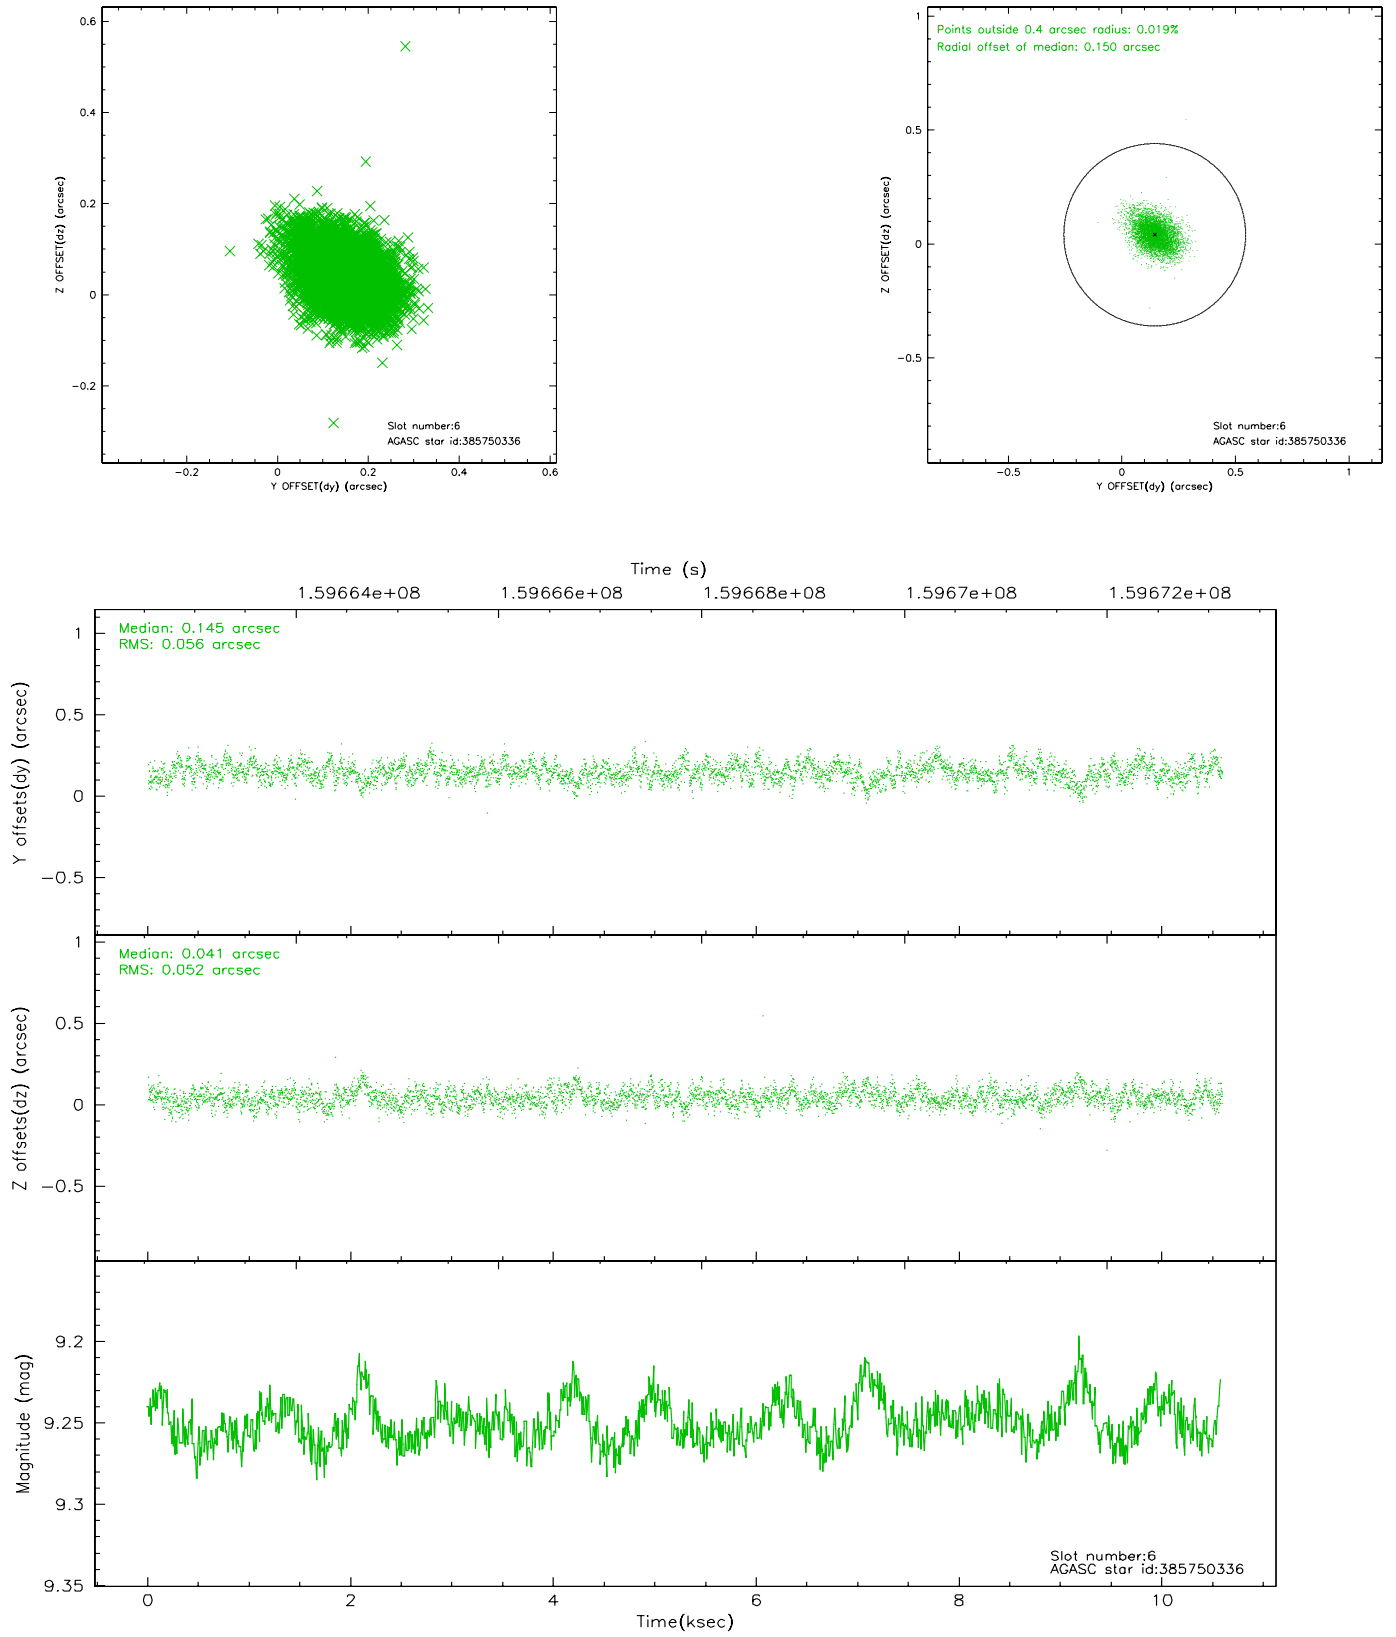 0.6
0.4
0.2
0
−0.2
Z OFFSET(dz) (arcsec)
Slot number:6
AGASC star id:385750336
−0.2 0 0.2 0.4 0.6
Y OFFSET(dy) (arcsec)
Points outside 0.4 arcsec radius: 0.019%
Radial offset of median: 0.150 arcsec
1
0.5
0
−0.5
Z OFFSET(dz) (arcsec)
Slot number:6
AGASC star id:385750336
−0.5 0 0.5 1
Y OFFSET(dy) (arcsec)
Time (s)
1.59664e+08 1.59666e+08 1.59668e+08 1.5967e+08 1.59672e+08
Median: 0.145 arcsec
RMS: 0.056 arcsec
1
0.5
0
−0.5
Y offsets(dy) (arcsec)
Median: 0.041 arcsec
RMS: 0.052 arcsec
1
0.5
0
−0.5
Z offsets(dz) (arcsec)
9.2
9.25
9.3
9.35
Magnitude (mag)
Slot number:6
AGASC star id:385750336
0 2 4 6 8 10
Time(ksec)